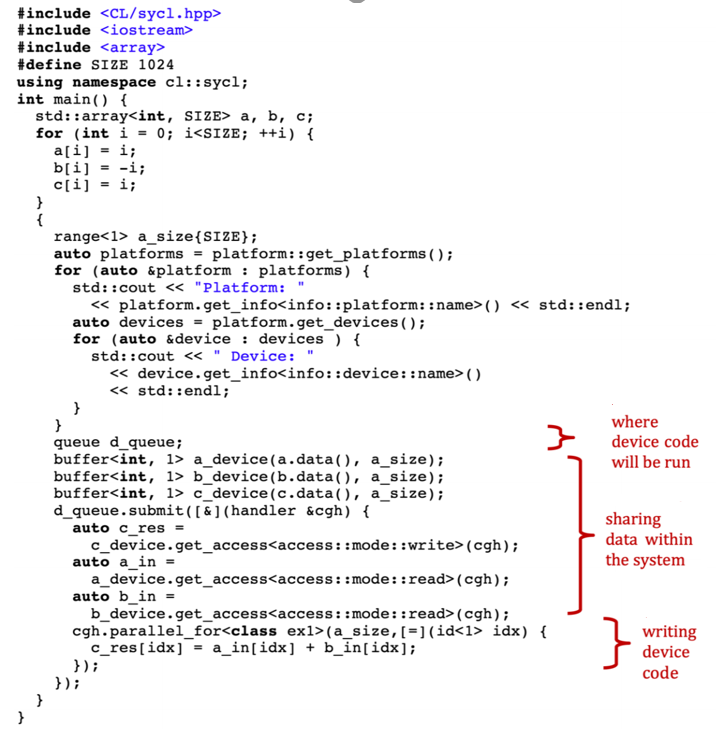 #include <CL/sycl.hpp>
#include <iostream>
#include <array>
#define SIZE 1024
using namespace cl::sycl;
int main() {
  std::array<int, SIZE> a, b, c;
  for (int i = 0; i<SIZE; ++i) {
    a[i] = i;
    b[i] = -i;
    c[i] = i;
  }
  {
    range<1> a_size{SIZE};
    auto platforms = platform::get_platforms();
    for (auto &platform : platforms) {
      std::cout << "Platform: "
        << platform.get_info<info::platform::name>() << std::endl;
      auto devices = platform.get_devices();
      for (auto &device : devices ) {
        std::cout << " Device: "
          << device.get_info<info::device::name>()
          << std::endl;
      }
    }
    queue d_queue;
    buffer<int, 1> a_device(a.data(), a_size);
    buffer<int, 1> b_device(b.data(), a_size);
    buffer<int, 1> c_device(c.data(), a_size);
    d_queue.submit([&](handler &cgh) {
      auto c_res =
        c_device.get_access<access::mode::write>(cgh);
      auto a_in =
        a_device.get_access<access::mode::read>(cgh);
      auto b_in =
        b_device.get_access<access::mode::read>(cgh);
      cgh.parallel_for<class ex1>(a_size,[=](id<1> idx) {
        c_res[idx] = a_in[idx] + b_in[idx];
      });
    });
  }
}
where
device code
will be run
sharing
data within
the system
writing
device
code